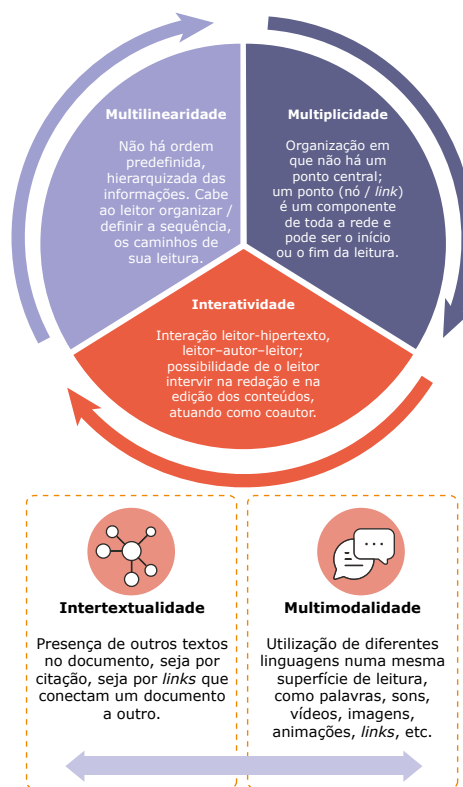 Multilinearidade
Não há ordem
predefinida,
hierarquizada das
informações. Cabe
ao leitor organizar /
definir a sequência,
os caminhos de
sua leitura.
Multiplicidade
Organização em
que não há um
ponto central;
um ponto (nó / link)
é um componente
de toda a rede e
pode ser o início
ou o fim da leitura.
Interatividade
Interação leitor-hipertexto,
leitor–autor–leitor;
possibilidade de o leitor
intervir na redação e na
edição dos conteúdos,
atuando como coautor.
Intertextualidade
Presença de outros textos
no documento, seja por
citação, seja por links que
conectam um documento
a outro.
Multimodalidade
Utilização de diferentes
linguagens numa mesma
superfície de leitura,
como palavras, sons,
vídeos, imagens,
animações, links, etc.